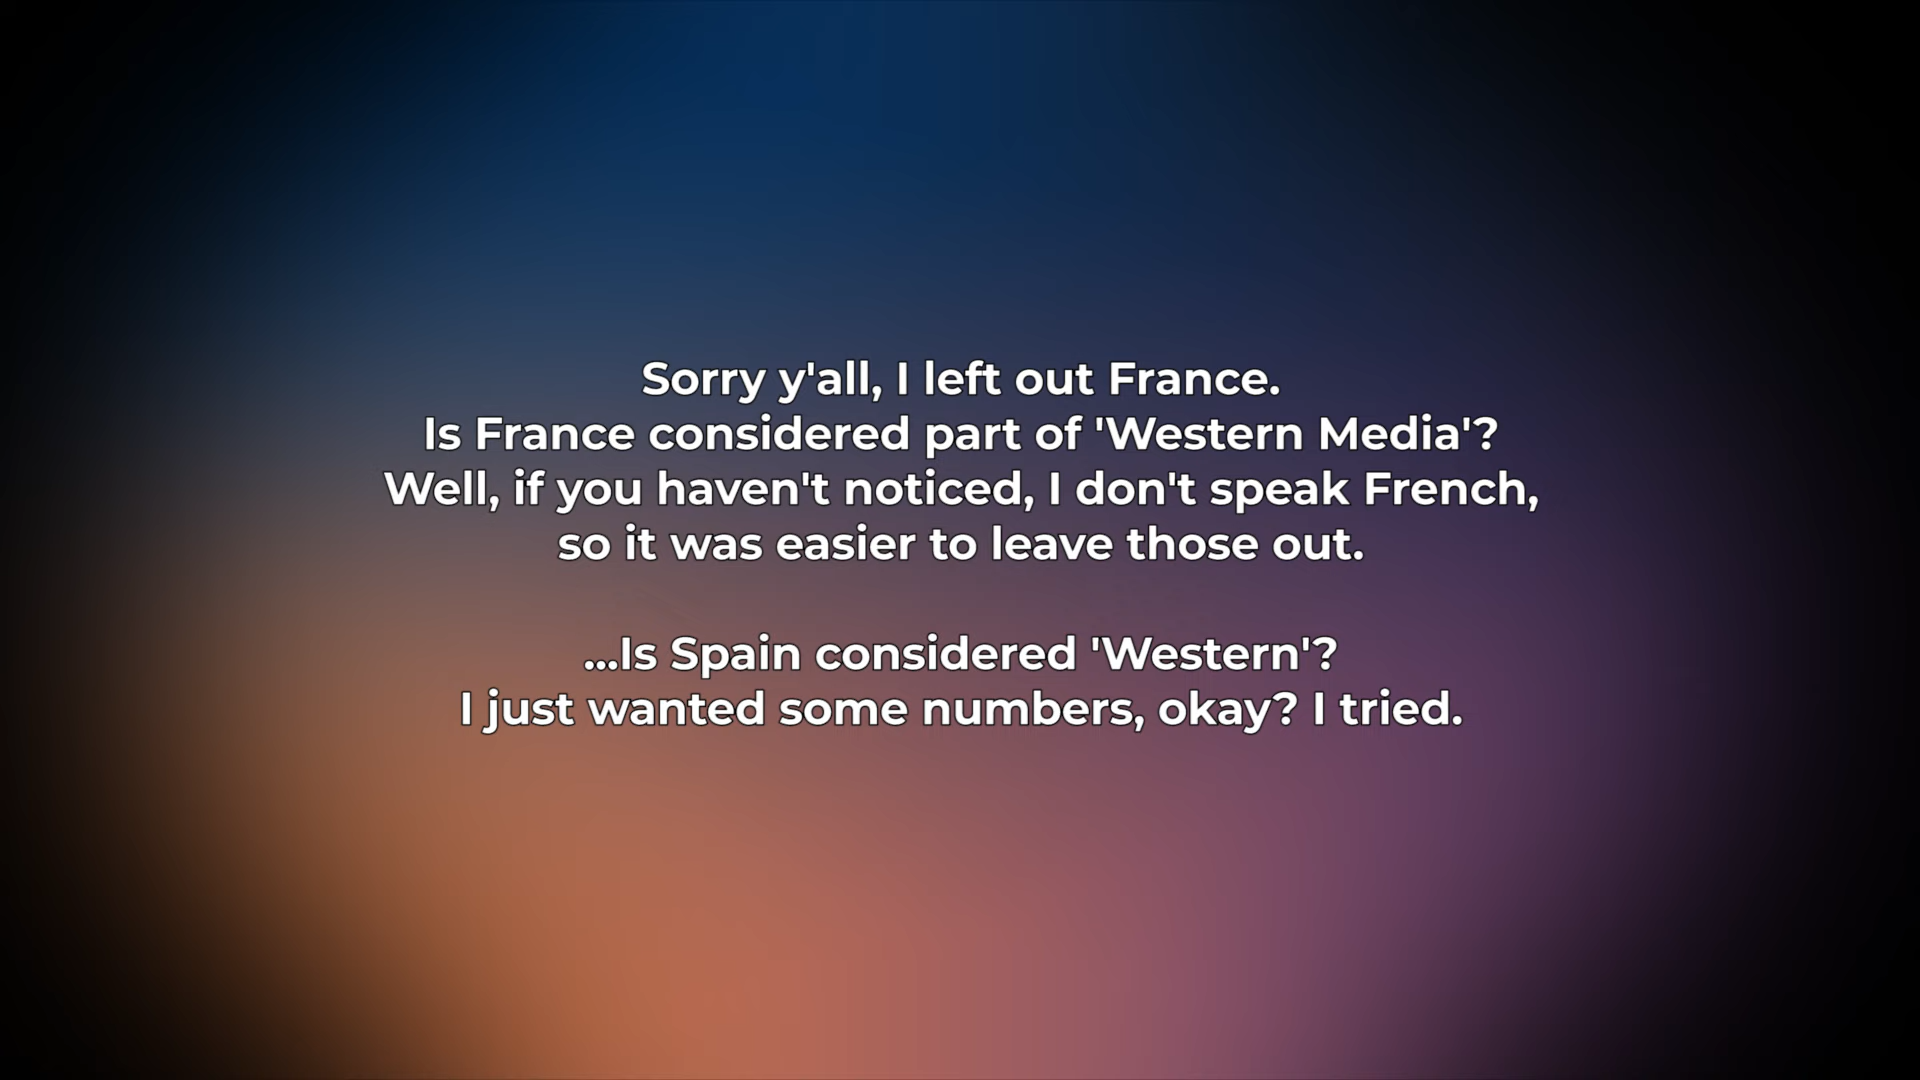 Sorry y'all, I left out France.
Is France considered part of 'Western Media'?
Well, if you haven't noticed, I don't speak French,
so it was easier to leave those out.
...Is Spain considered 'Western'?
I just wanted some numbers, okay? I tried.